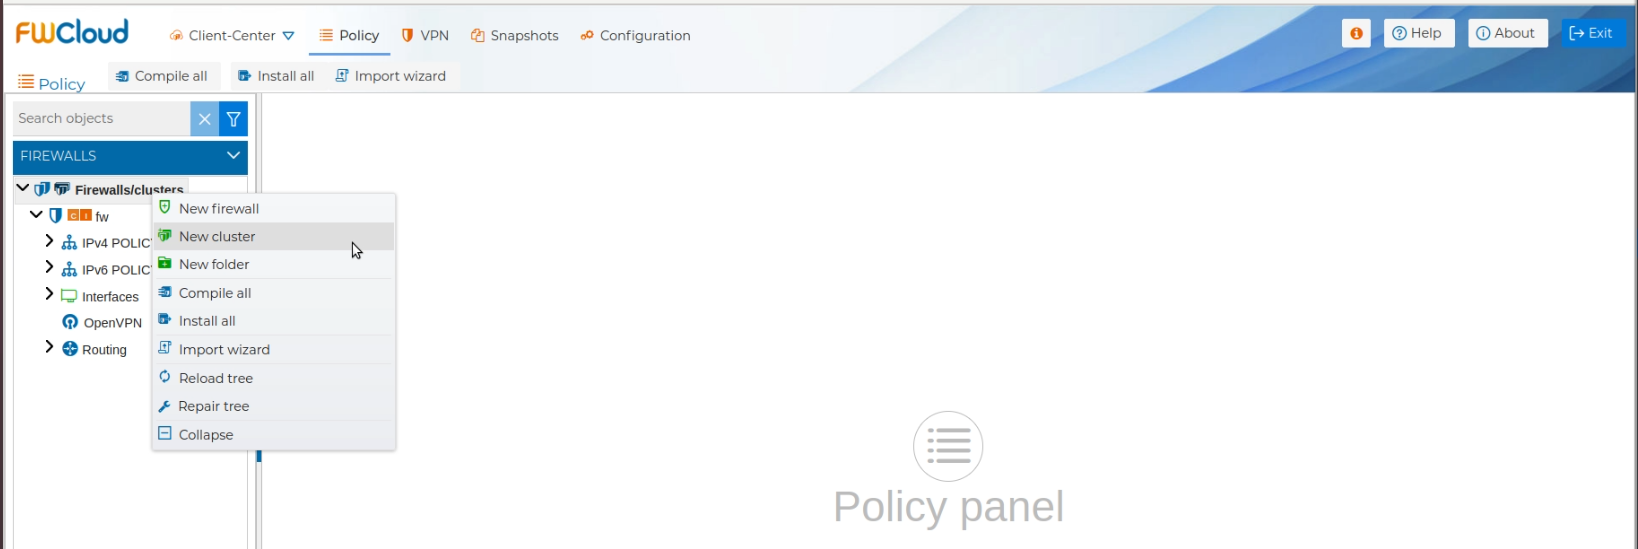 FWCloud
Client-Center
Policy
VPN
Snapshots
Configuration
Help
About
Exit
Policy
Compile all
Install all
Import wizard
Search objects
FIREWALLS
Firewalls/clusters
C I fw
IPv4 POLIC
IPv6 POLIC
Interfaces
OpenVPN
Routing
New firewall
New cluster
New folder
Compile all
Install all
Import wizard
Reload tree
Repair tree
Collapse
Policy panel